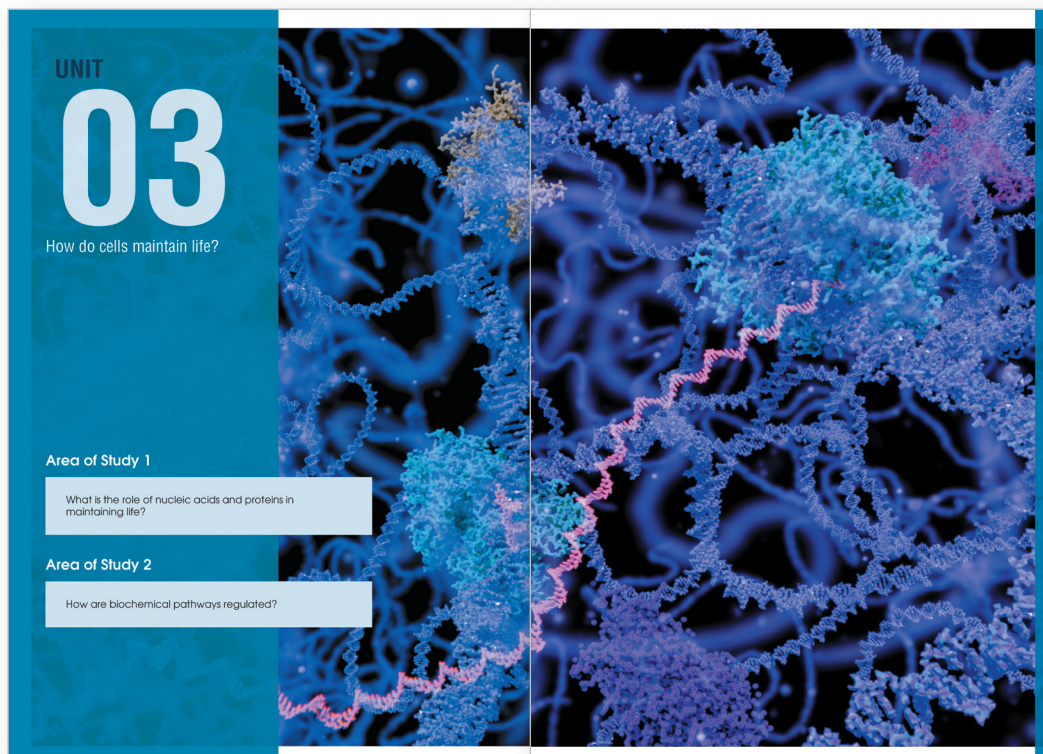 UNIT
03
How do cells maintain life?
Area of Study 1
What is the role of nucleic acids and proteins in
maintaining life?
Area of Study 2
How are biochemical pathways regulated?